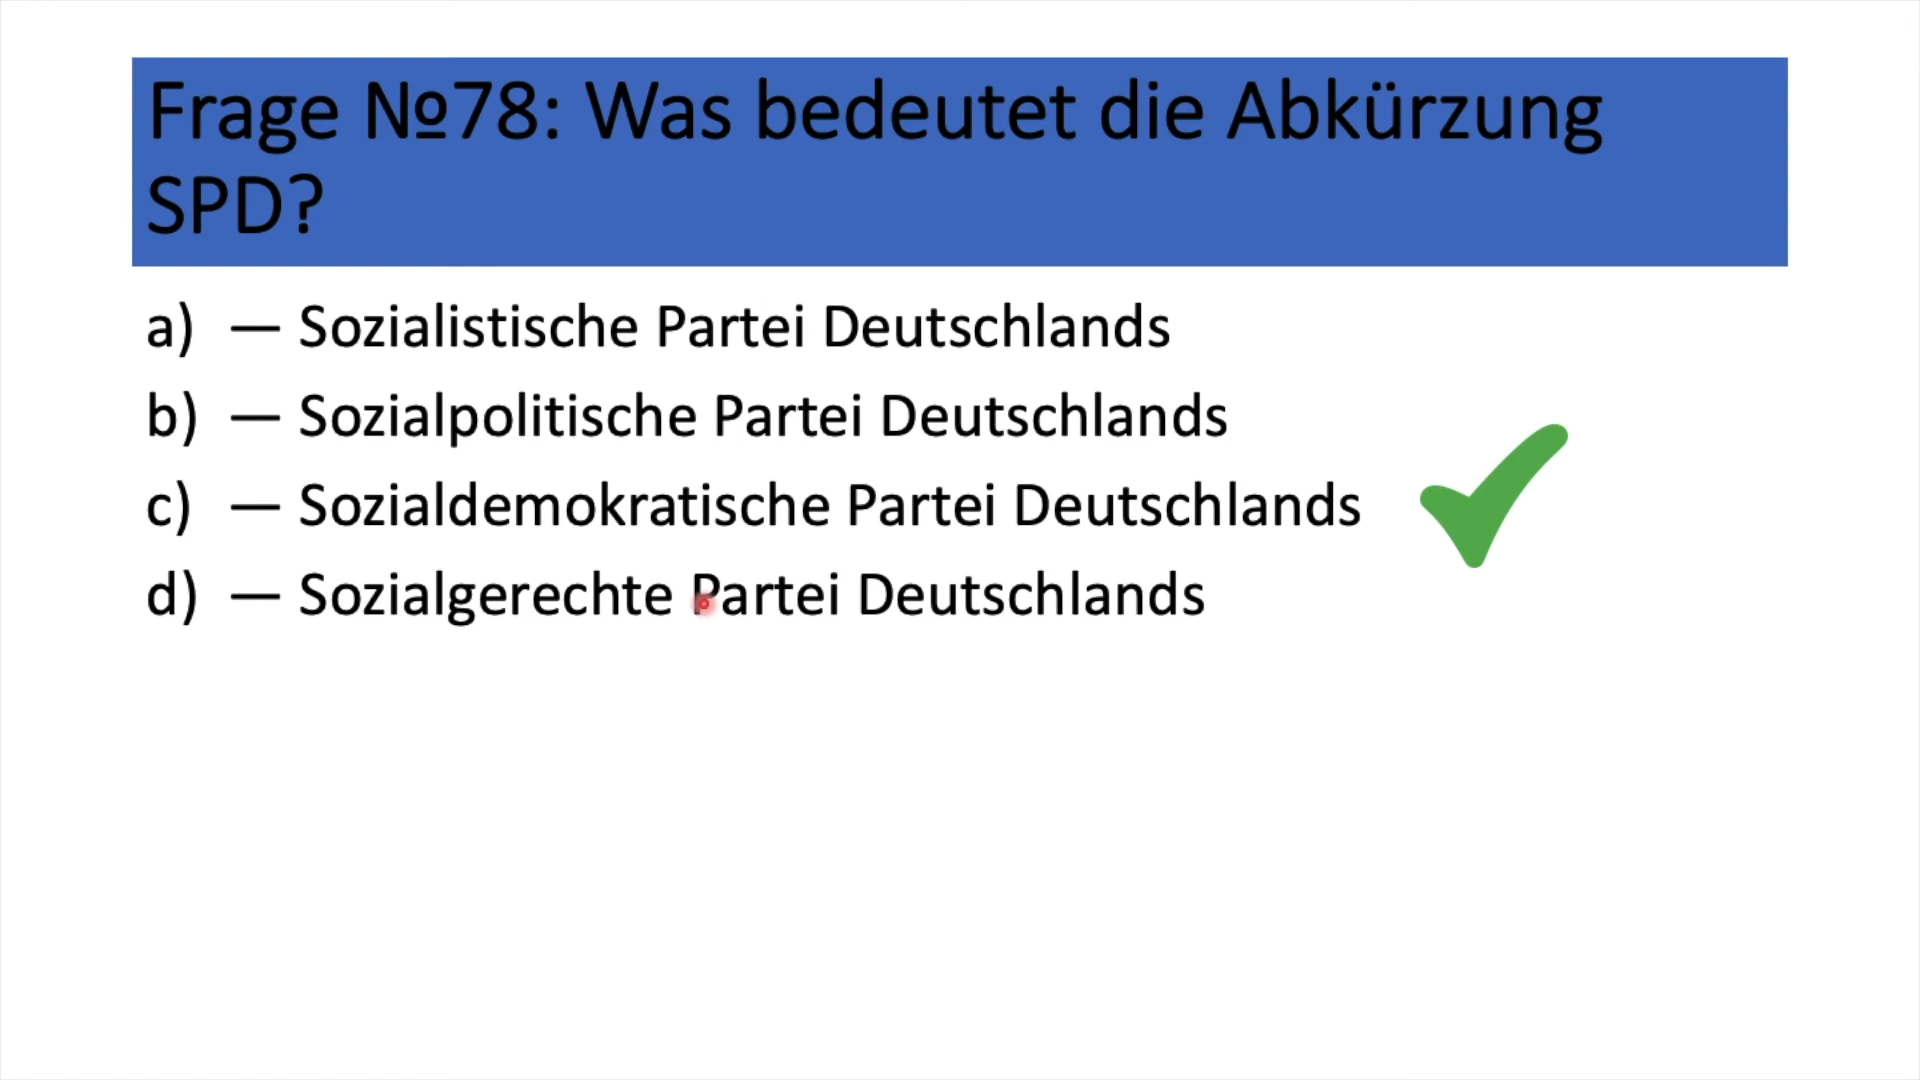 Frage №78: Was bedeutet die Abkürzung
SPD?
a) — Sozialistische Partei Deutschlands
b) — Sozialpolitische Partei Deutschlands
c) — Sozialdemokratische Partei Deutschlands
d) — Sozialgerechte Partei Deutschlands